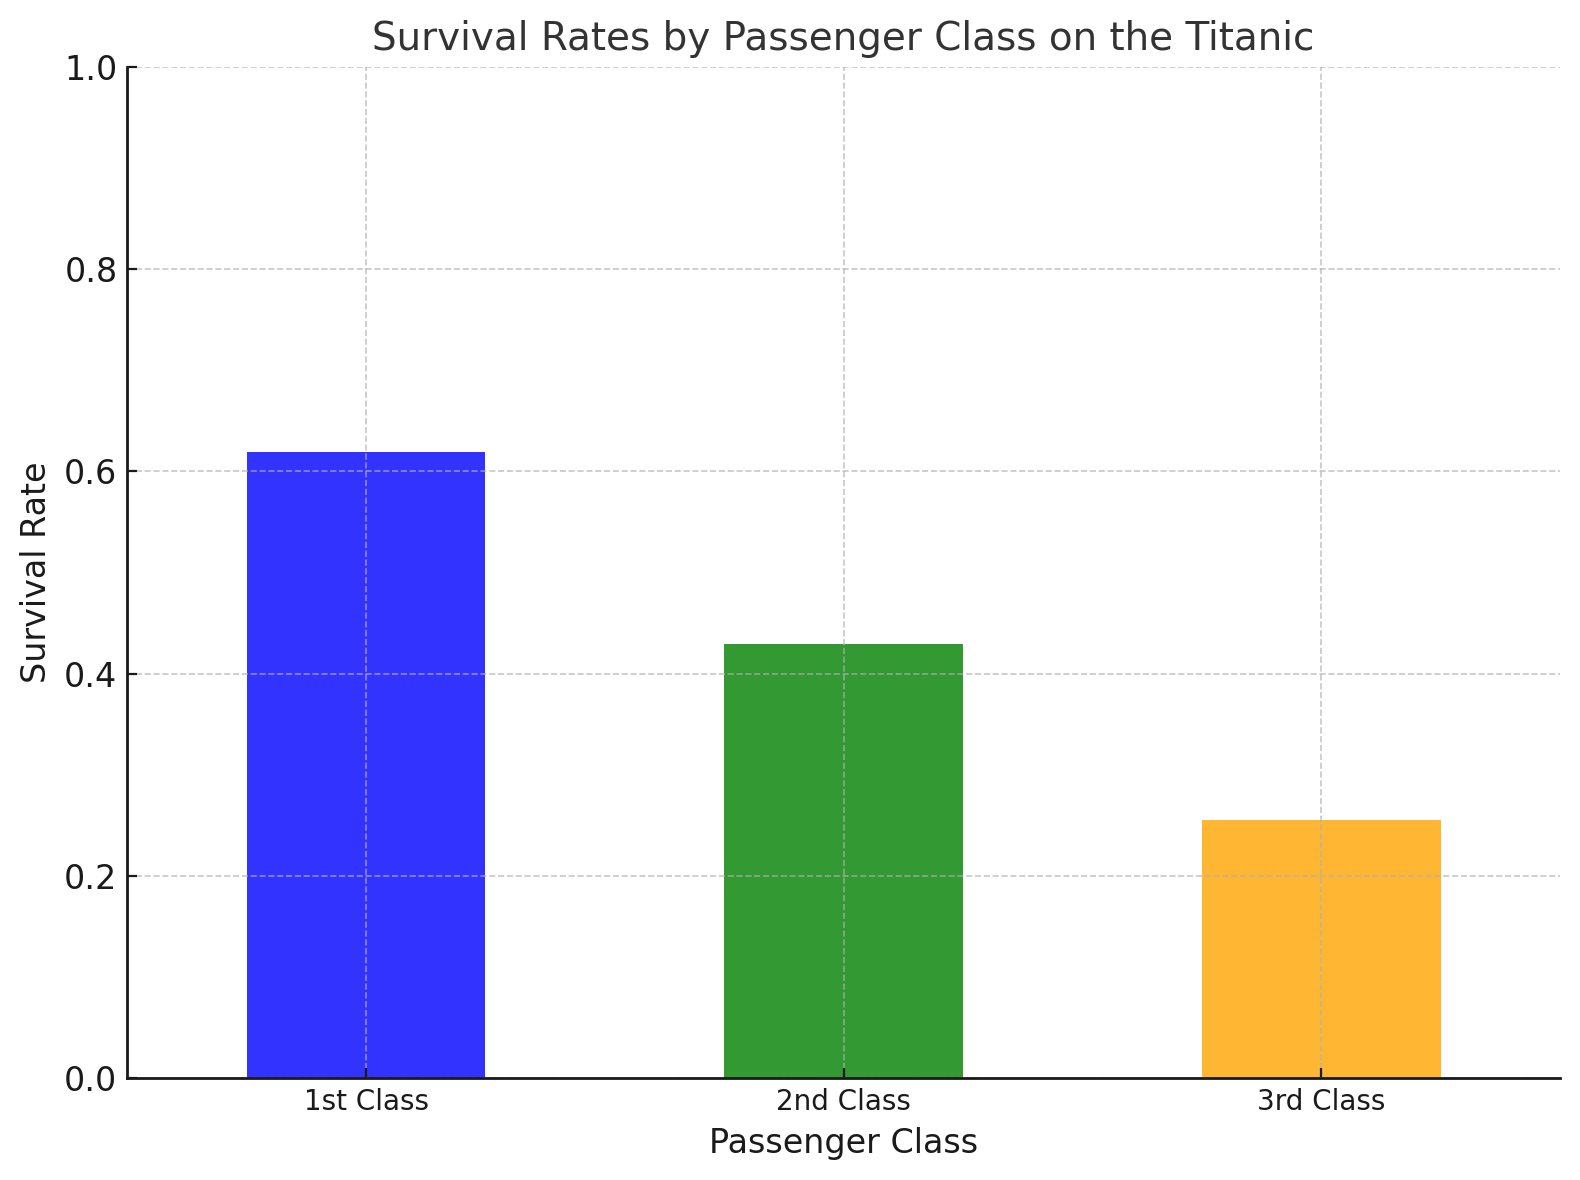 Survival Rates by Passenger Class on the Titanic
1.0
0.8
0.6
0.4
0.2
0.0
Survival Rate
1st Class
2nd Class
3rd Class
Passenger Class